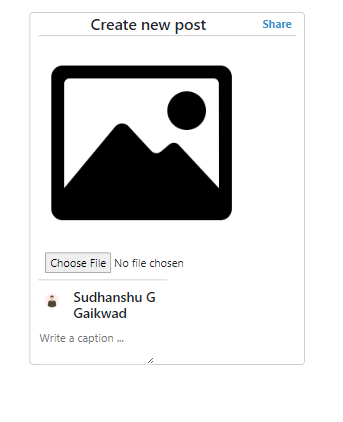 Create new post
Share
Choose File No file chosen
Sudhanshu G
Gaikwad
Write a caption ...